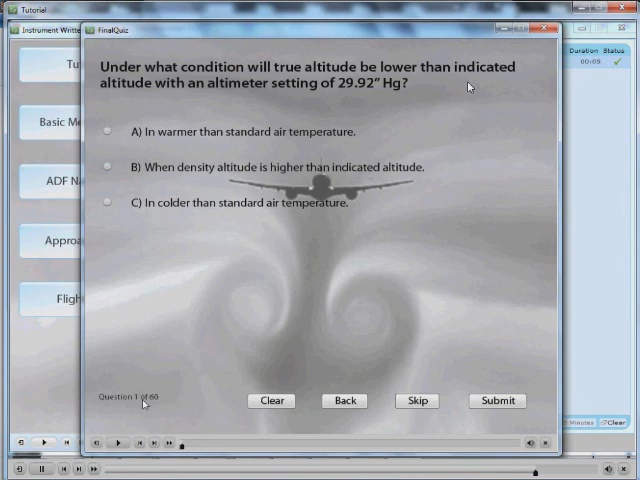 Tutorial
Instrument Writte
FinalQuiz
Duration Status
00:05
Under what condition will true altitude be lower than indicated
altitude with an altimeter setting of 29.92" Hg?
A) In warmer than standard air temperature.
B) When density altitude is higher than indicated altitude.
C) In colder than standard air temperature.
Tu
Basic Me
ADF Na
Approa
Fligh
Question 1 of 60
Clear
Back
Skip
Submit
Minutes
Clear